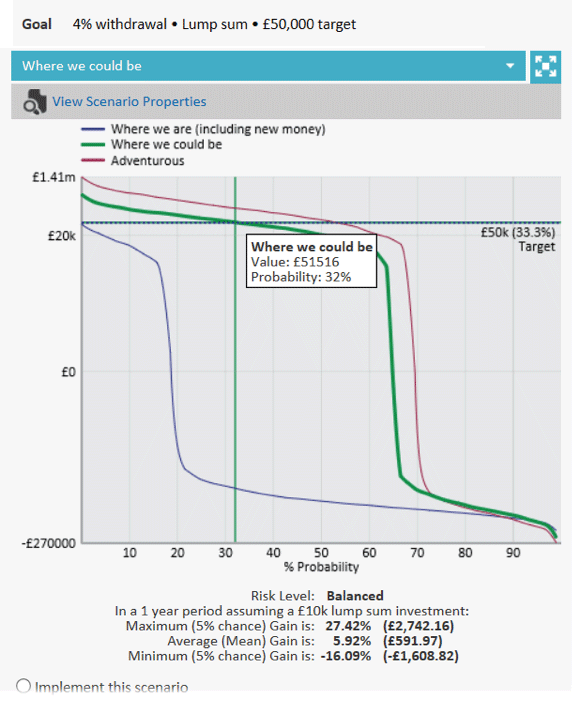 Goal 4% withdrawal • Lump sum • £50,000 target
Where we could be
View Scenario Properties
Where we are (including new money)
Where we could be
Adventurous
£1.41m
£20k
£0
-£270000
£50k (33.3%)
Target
Where we could be
Value: £51516
Probability: 32%
10 20 30 40 50 60 70 80 90
% Probability
Risk Level: Balanced
In a 1 year period assuming a £10k lump sum investment:
Maximum (5% chance) Gain is: 27.42% (£2,742.16)
Average (Mean) Gain is: 5.92% (£591.97)
Minimum (5% chance) Gain is: -16.09% (-£1,608.82)
Implement this scenario